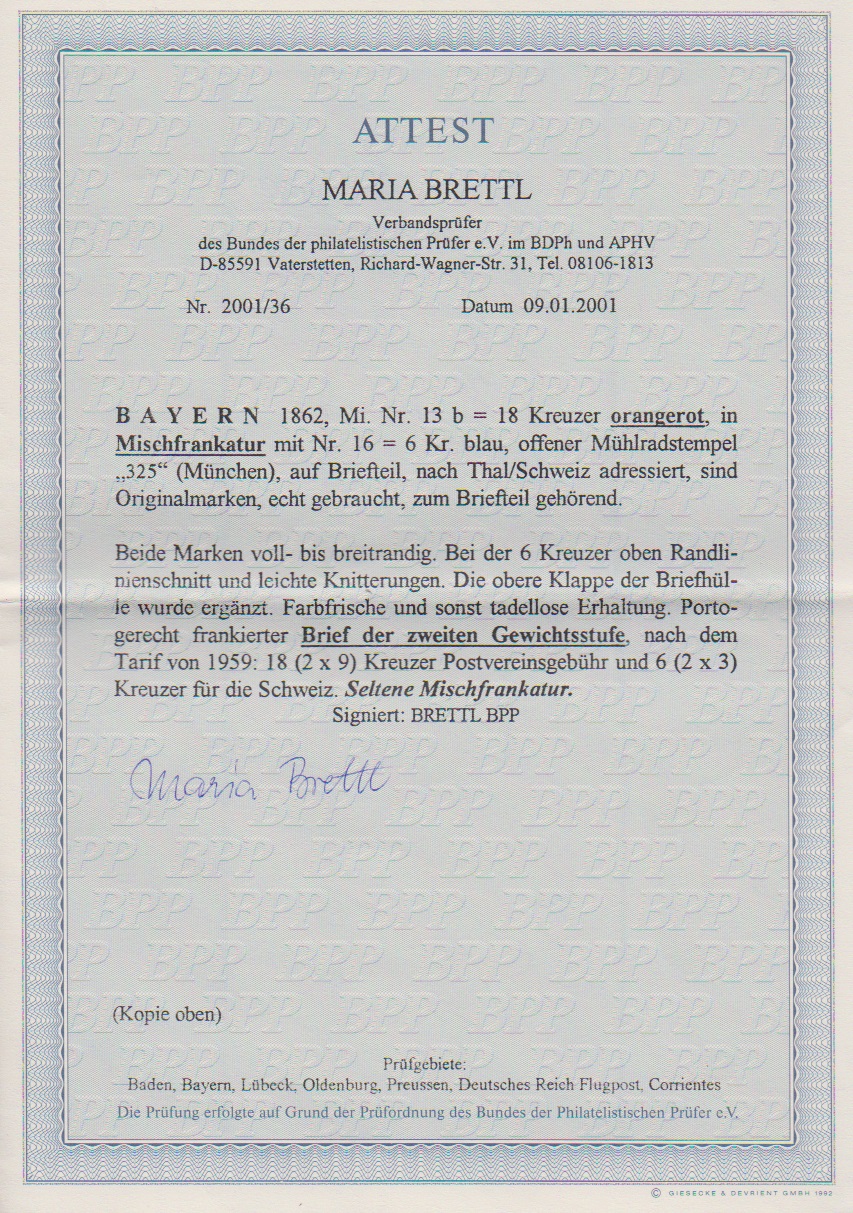 ATTEST
MARIA BRETTL
Verbandsprüfer
des Bundes der philatelistischen Prüfer e.V. im BDPh und APHV
D-85591 Vaterstetten, Richard-Wagner-Str. 31, Tel. 08106-1813
Nr. 2001/36 Datum 09.01.2001
B A Y E R N 1862, Mi. Nr. 13 b = 18 Kreuzer orangerot, in
Mischfrankatur mit Nr. 16 = 6 Kr. blau, offener Mühlradstempel
„325“ (München), auf Briefteil, nach Thal/Schweiz adressiert, sind
Originalmarken, echt gebraucht, zum Briefteil gehörend.
Beide Marken voll- bis breitrandig. Bei der 6 Kreuzer oben Randli-
nienschnitt und leichte Knitterungen. Die obere Klappe der Briefhül-
le wurde ergänzt. Farbfrische und sonst tadellose Erhaltung. Porto-
gerecht frankierter Brief der zweiten Gewichtsstufe, nach dem
Tarif von 1959: 18 (2 x 9) Kreuzer Postvereinsgebühr und 6 (2 x 3)
Kreuzer für die Schweiz. Seltene Mischfrankatur.
Signiert: BRETTL BPP
Maria Brettl
(Kopie oben)
Prüfgebiete:
Baden, Bayern, Lübeck, Oldenburg, Preussen, Deutsches Reich Flugpost, Corrientes
Die Prüfung erfolgte auf Grund der Prüfordnung des Bundes der Philatelistischen Prüfer e.V.
© GIESECKE & DEVRIENT GMBH 1992